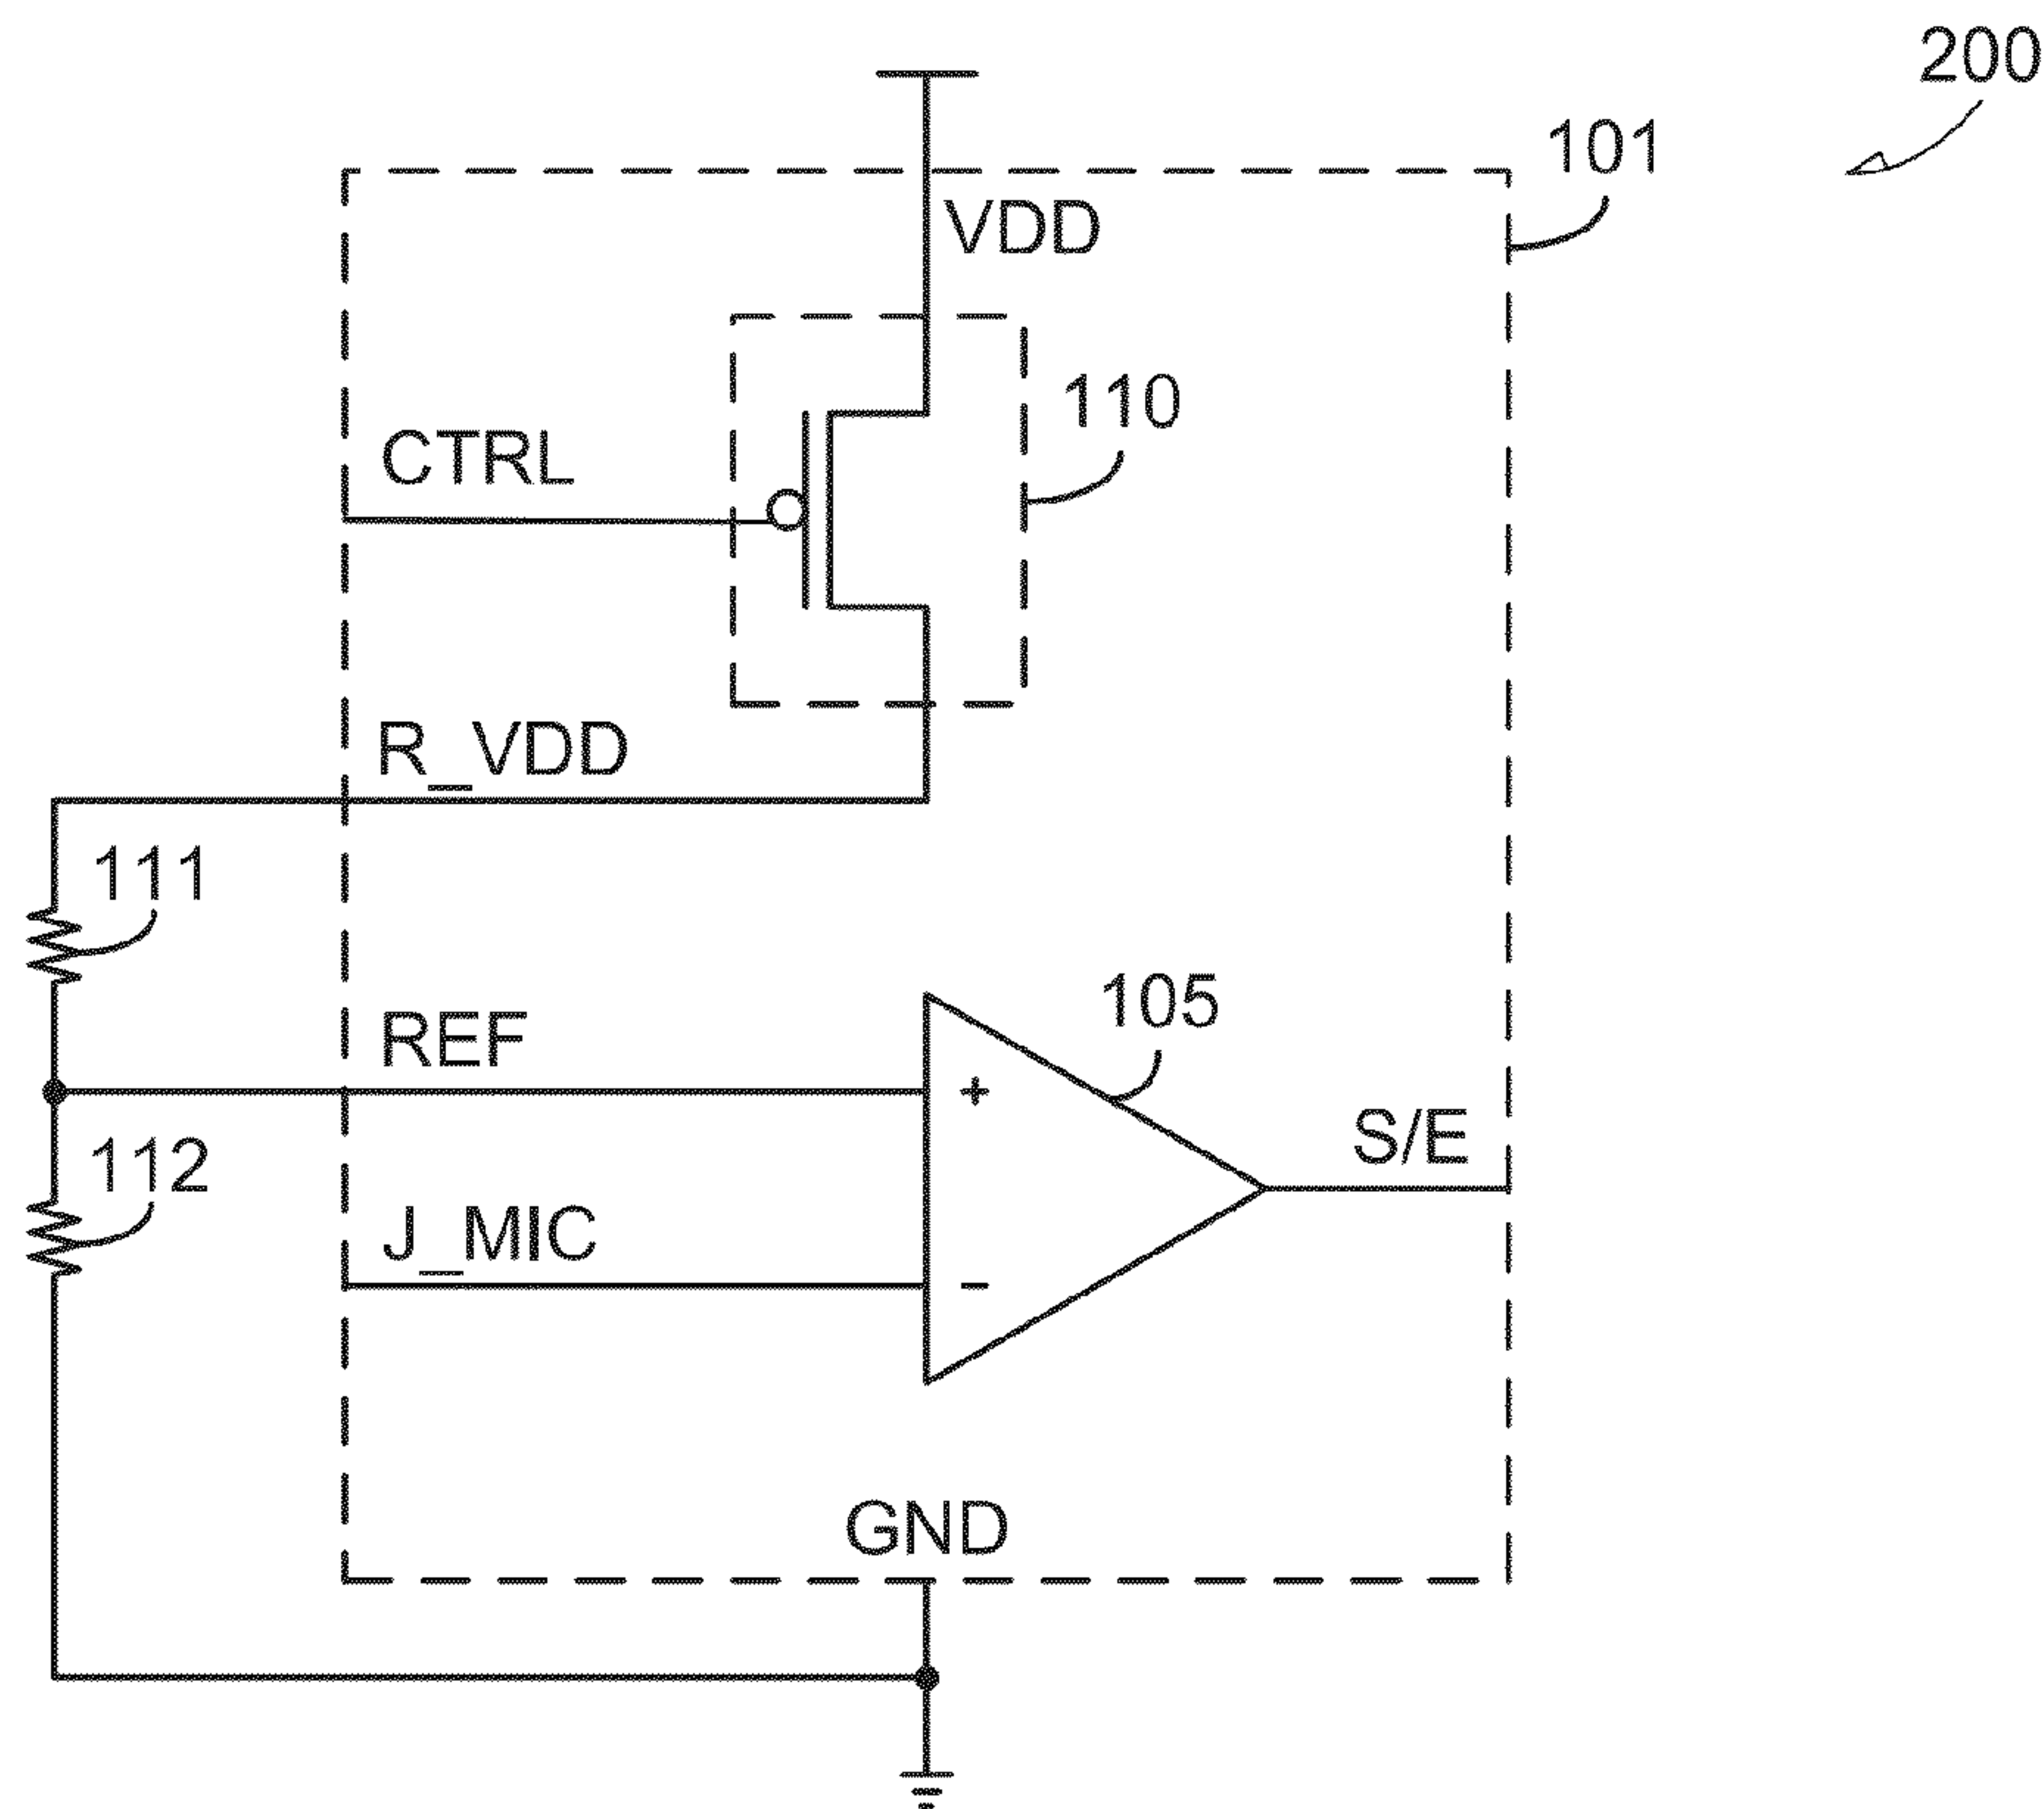 200
101
VDD
110
CTRL
R_VDD
111
105
REF
+
S/E
112
J_MIC
-
GND